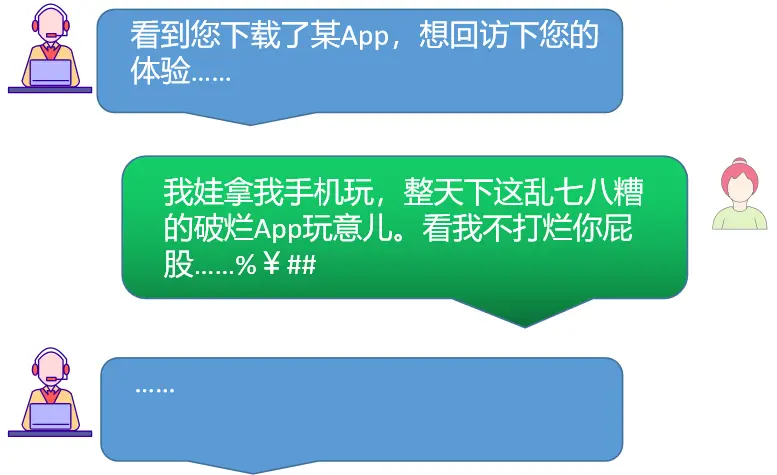 看到您下载了某App，想回访下您的
体验……
我娃拿我手机玩，整天下这乱七八糟
的破烂App玩意儿。看我不打烂你屁
股……%￥##
……